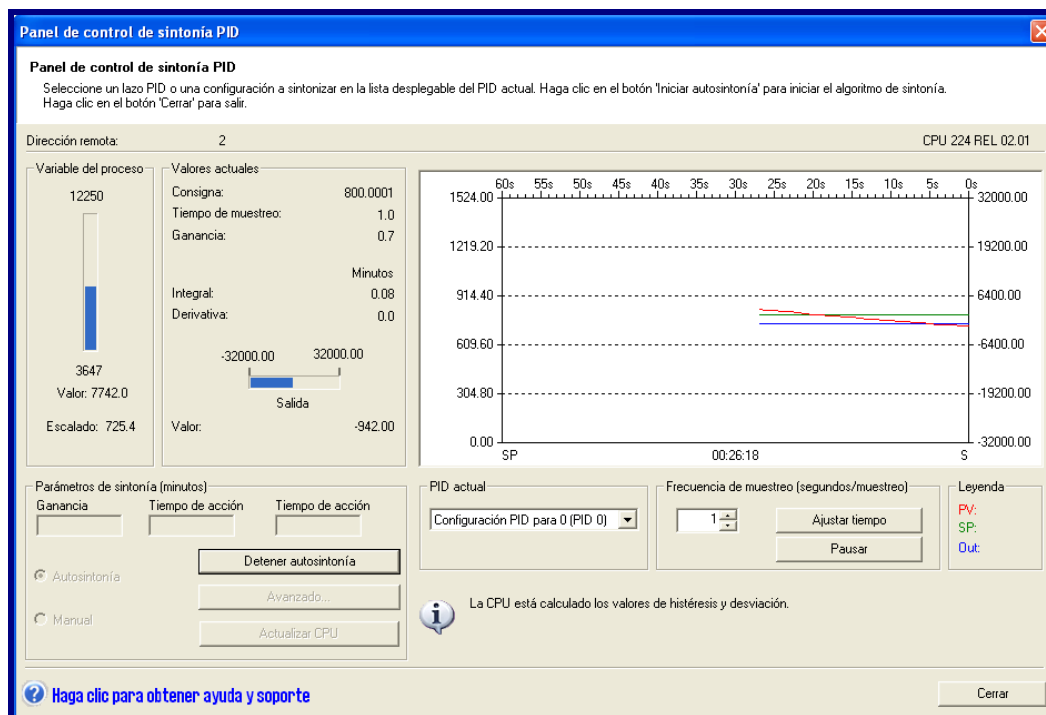 Panel de control de sintonía PID
Panel de control de sintonía PID
Seleccione un lazo PID o una configuración a sintonizar en la lista desplegable del PID actual. Haga clic en el botón 'Iniciar autosintonía' para iniciar el algoritmo de sintonía.
Haga clic en el botón 'Cerrar' para salir.
Dirección remota: 2 CPU 224 REL 02.01
Variable del proceso
12250
3647
Valor: 7742.0
Escalado: 725.4
Valores actuales
Consigna: 800.0001
Tiempo de muestreo: 1.0
Ganancia: 0.7
Minutos
Integral: 0.08
Derivativa: 0.0
-32000.00 32000.00
Salida
Valor: -942.00
60s 55s 50s 45s 40s 35s 30s 25s 20s 15s 10s 5s 0s
1524.00 32000.00
1219.20 19200.00
914.40 6400.00
609.60 -6400.00
304.80 -19200.00
0.00 -32000.00
SP 00:26:18 S
Parámetros de sintonía (minutos)
Ganancia Tiempo de acción Tiempo de acción
Detener autosintonía
Autosintonía
Avanzado...
Manual
Actualizar CPU
PID actual
Configuración PID para 0 (PID 0)
Frecuencia de muestreo (segundos/muestreo)
1 Ajustar tiempo
Pausar
Leyenda
PV:
SP:
Out:
La CPU está calculado los valores de histéresis y desviación.
Haga clic para obtener ayuda y soporte
Cerrar